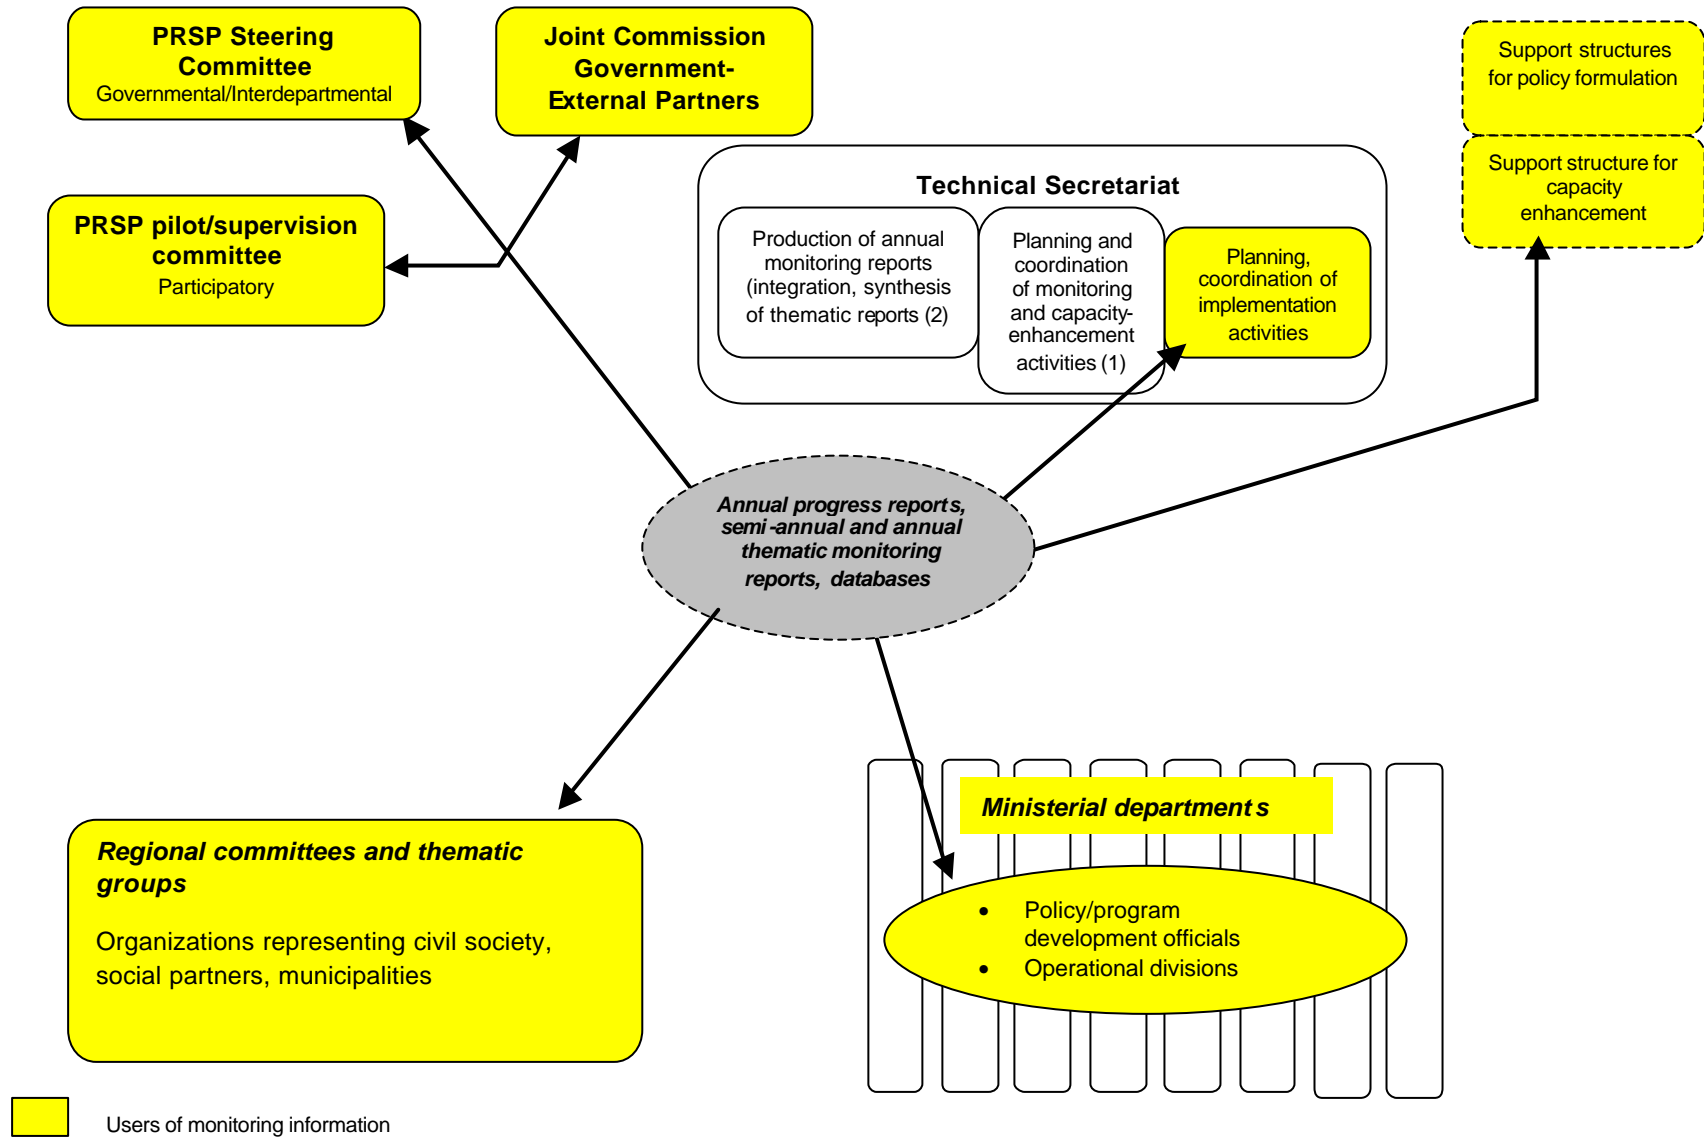 PRSP Steering
Committee
Governmental/Interdepartmental
Joint Commission
Government-
External Partners
Support structures
for policy formulation
Support structure for
capacity
enhancement
PRSP pilot/supervision
committee
Participatory
Technical Secretariat
Production of annual
monitoring reports
(integration, synthesis
of thematic reports (2)
Planning and
coordination
of monitoring
and capacity-
enhancement
activities (1)
Planning,
coordination of
implementation
activities
Annual progress reports,
semi-annual and annual
thematic monitoring
reports, databases
Regional committees and thematic
groups
Organizations representing civil society,
social partners, municipalities
Ministerial departments
• Policy/program
development officials
• Operational divisions
Users of monitoring information